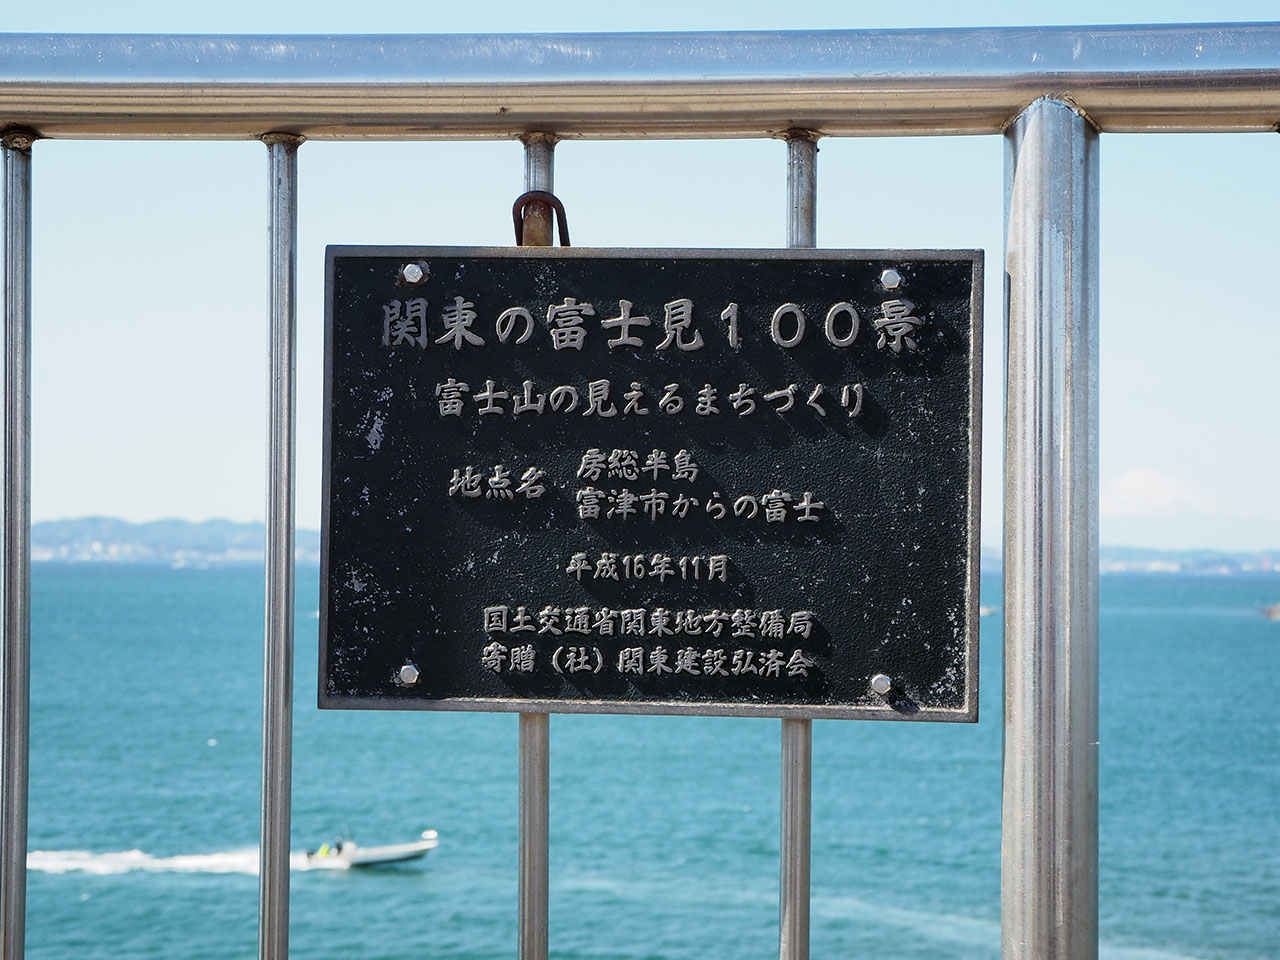 関東の富士見100景
富士山の見えるまちづくり
地点名 房総半島
富津市からの富士
平成16年11月
国土交通省関東地方整備局
寄贈（社）関東建設弘済会